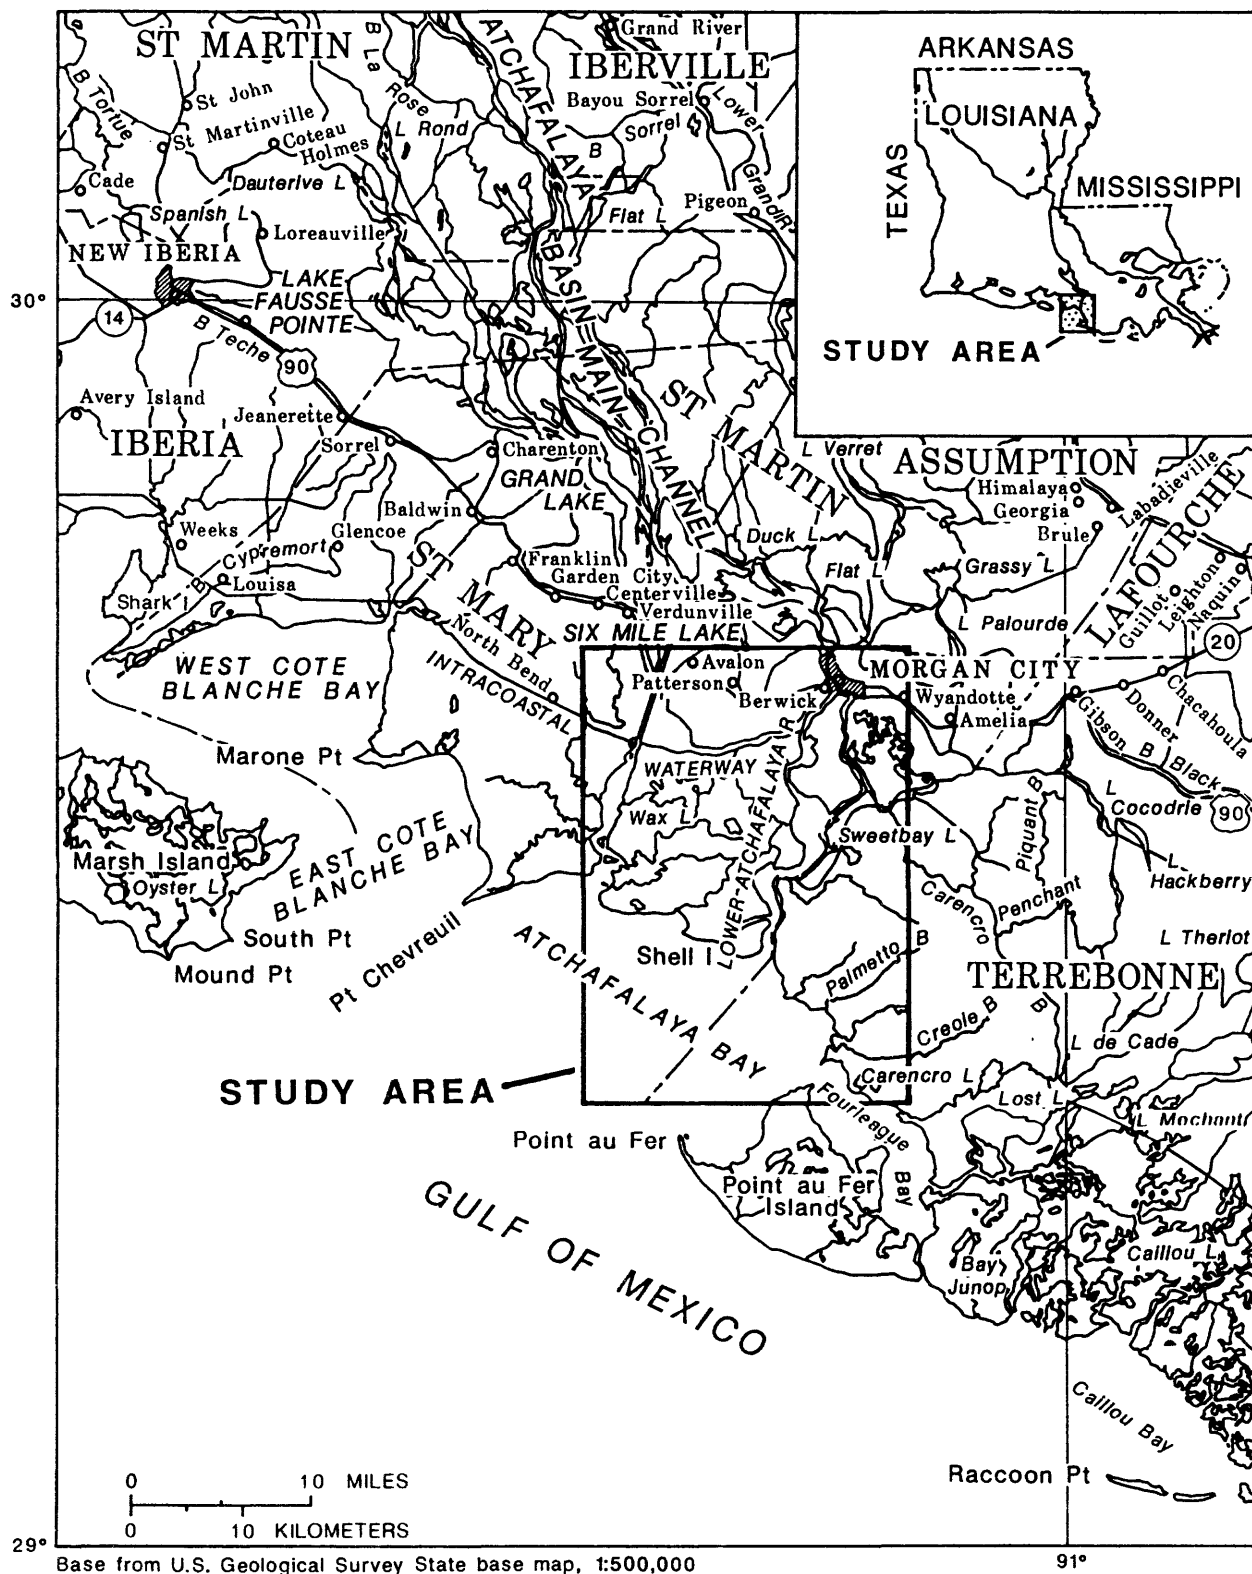 Grand River
ST MARTIN
B La
Rose
ATCHAFALAYA
IBERVILLE
ARKANSAS
LOUISIANA
TEXAS
MISSISSIPPI
STUDY AREA
B Tortue
St John
St Martinville
Coteau
Holmes
L Rond
Bayou Sorrel
Sorrel
Lower
Grand R
B
Cade
Dauterive L
Spanish L
Flat L
Pigeon
Loreauville
NEW IBERIA
BASIN MAIN CHANNEL
LAKE
FAUSSE
POINTE
30°
14
B Teche
90
Avery Island
Jeanerette
ST MARTIN
IBERIA
Sorrel
Charenton
L Verret
ASSUMPTION
GRAND
LAKE
Himalaya
Georgia
Labadieville
LAFOURCHE
Baldwin
Brule
Weeks
Glencoe
B Cypremort
Duck L
Franklin
Flat L
Grassy L
Garden City
Louisa
Centerville
Leighton
Naquin
Guillot
Shark I
ST MARY
Verdunville
L Palourde
SIX MILE LAKE
20
North Bend
WEST COTE
BLANCHE BAY
INTRACOASTAL
WATERWAY
Avalon
MORGAN CITY
Patterson
Berwick
Wyandotte
Amelia
Chacahoula
Donner
Gibson
B Black
90
Marone Pt
LOWER ATCHAFALAYA R
L
Cocodrie
Wax L
Sweetbay L
Piquant B
EAST COTE
BLANCHE BAY
Marsh Island
Oyster L
L
Hackberry
Carencro
Penchant
B
South Pt
Mound Pt
Pt Chevreuil
Shell I
L Theriot
Palmetto B
TERREBONNE
ATCHAFALAYA BAY
Creole B
L de Cade
STUDY AREA
Carencro L
Lost L
L Mechant
Fourleague
Bay
Point au Fer
Point au Fer
Island
GULF OF MEXICO
Bay
Junop
Caillou L
Caillou Bay
Raccoon Pt
0 10 MILES
0 10 KILOMETERS
29°
91°
Base from U.S. Geological Survey State base map, 1:500,000